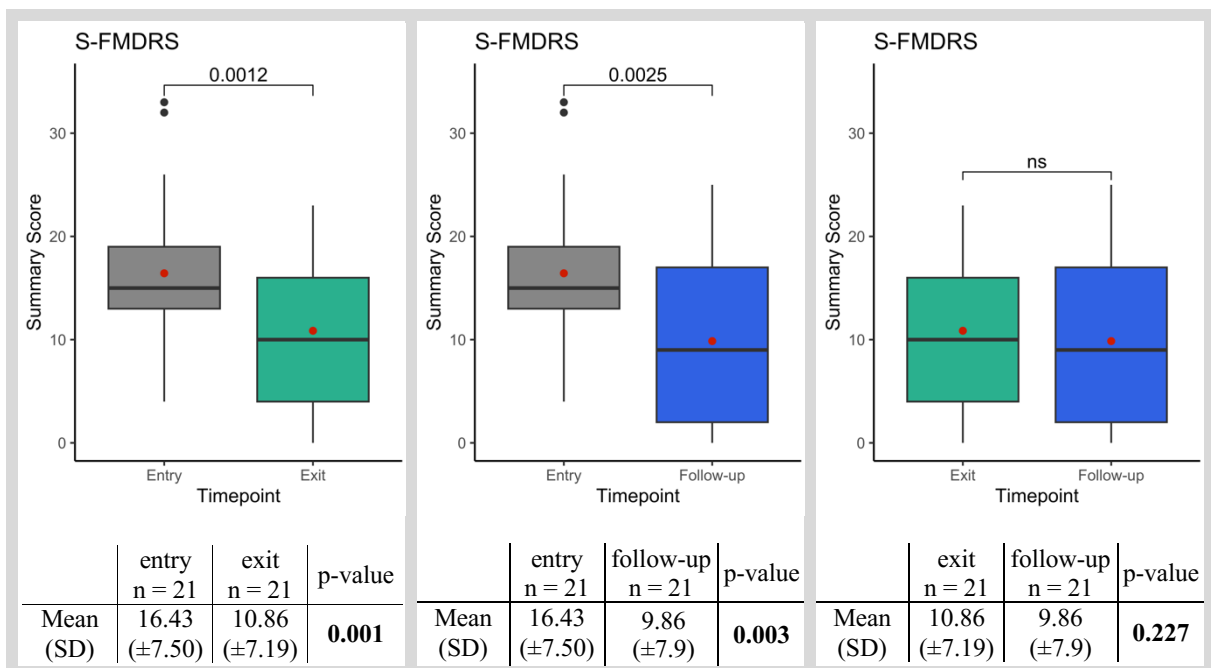 S-FMDRS
0.0012
30
20
10
0
Summary Score
Entry Exit
Timepoint
entry exit p-value
n = 21 n = 21
Mean 16.43 10.86 0.001
(SD) (±7.50) (±7.19)
S-FMDRS
0.0025
30
20
10
0
Summary Score
Entry Follow-up
Timepoint
entry follow-up p-value
n = 21 n = 21
Mean 16.43 9.86 0.003
(SD) (±7.50) (±7.9)
S-FMDRS
ns
30
20
10
0
Summary Score
Exit Follow-up
Timepoint
exit follow-up p-value
n = 21 n = 21
Mean 10.86 9.86 0.227
(SD) (±7.19) (±7.9)